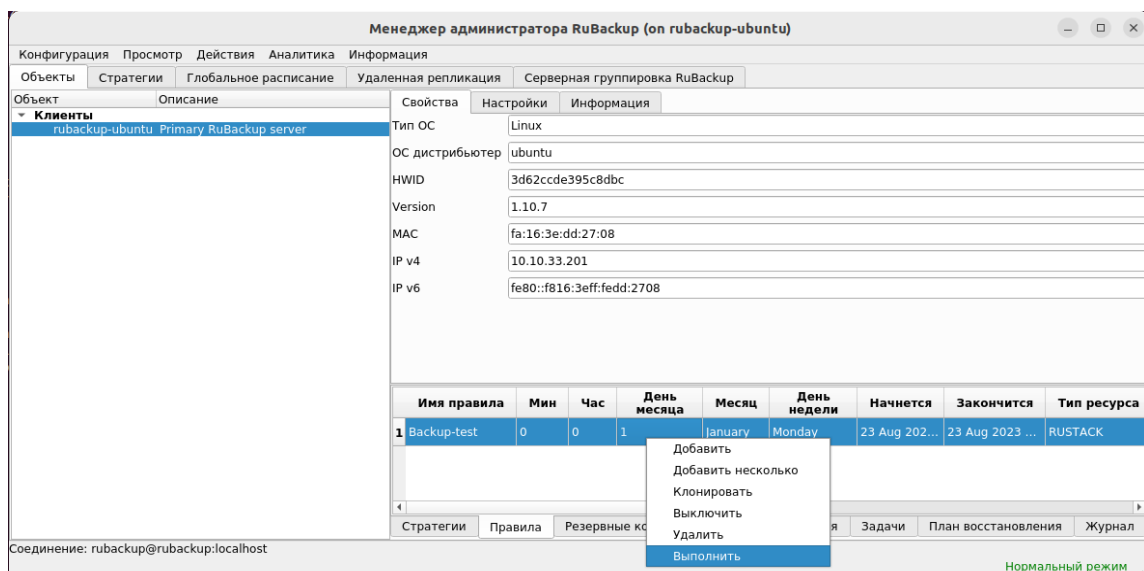 Менеджер администратора RuBackup (on rubackup-ubuntu)
Конфигурация Просмотр Действия Аналитика Информация
Объекты Стратегии Глобальное расписание Удаленная репликация Серверная группировка RuBackup
Объект Описание
Клиенты
rubackup-ubuntu Primary RuBackup server
Свойства Настройки Информация
Тип ОС Linux
ОС дистрибьютер ubuntu
HWID 3d62ccde395c8dbc
Version 1.10.7
MAC fa:16:3e:dd:27:08
IP v4 10.10.33.201
IP v6 fe80::f816:3eff:fedd:2708
Имя правила Мин Час День месяца Месяц День недели Начнется Закончится Тип ресурса
1 Backup-test 0 0 1 January Monday 23 Aug 202... 23 Aug 2023 ... RUSTACK
Добавить
Добавить несколько
Клонировать
Выключить
Удалить
Выполнить
Стратегии Правила Резервные Задачи План восстановления Журнал
Соединение: rubackup@rubackup:localhost
Нормальный режим